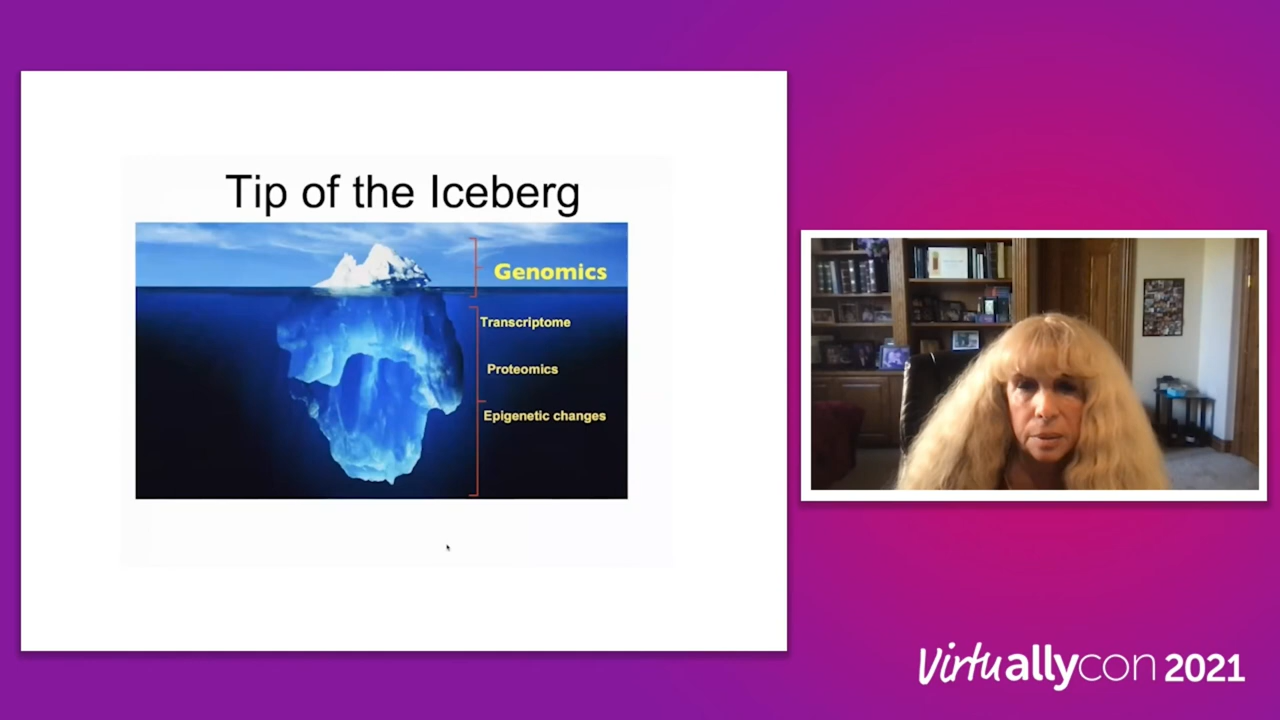 Tip of the Iceberg
Genomics
Transcriptome
Proteomics
Epigenetic changes
Virtuallycon 2021